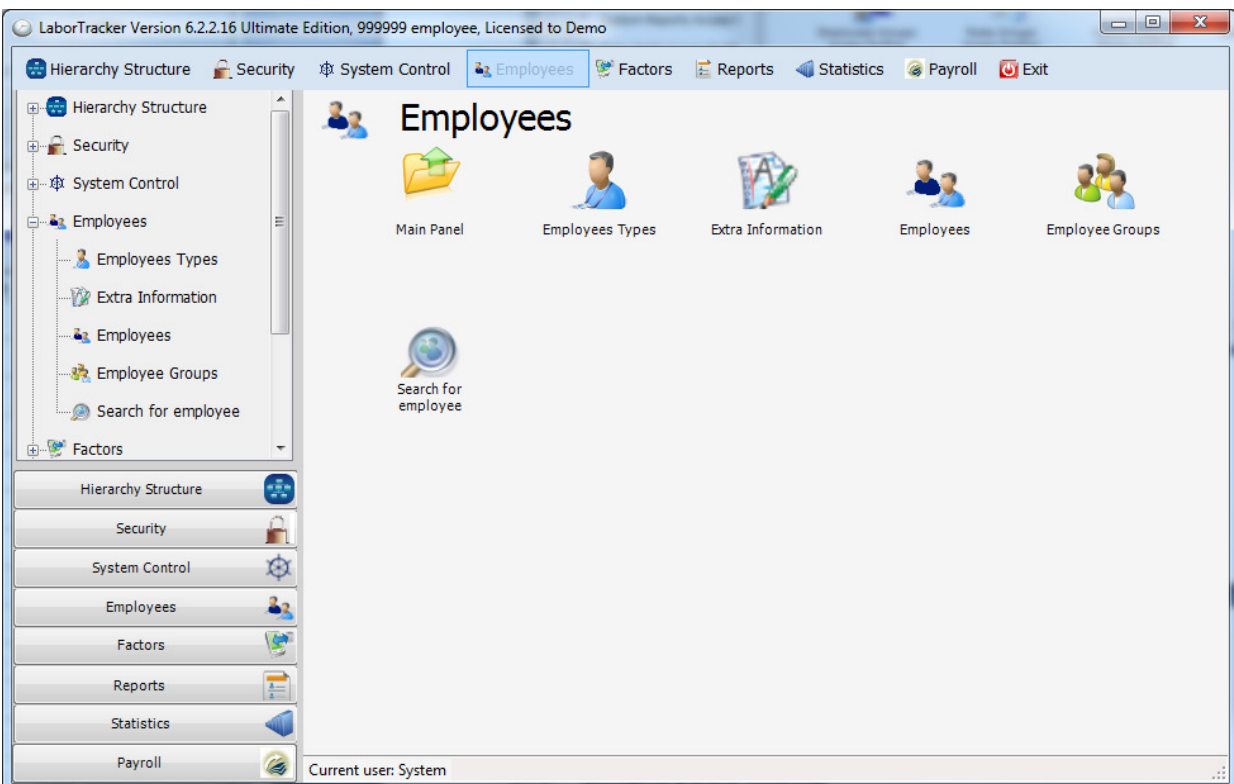 LaborTracker Version 6.2.2.16 Ultimate Edition, 999999 employee, Licensed to Demo
Hierarchy Structure Security System Control Employees Factors Reports Statistics Payroll Exit
Hierarchy Structure
Security
System Control
Employees
Employees Types
Extra Information
Employees
Employee Groups
Search for employee
Factors
Hierarchy Structure
Security
System Control
Employees
Factors
Reports
Statistics
Payroll
Employees
Main Panel Employees Types Extra Information Employees Employee Groups
Search for
employee
Current user: System